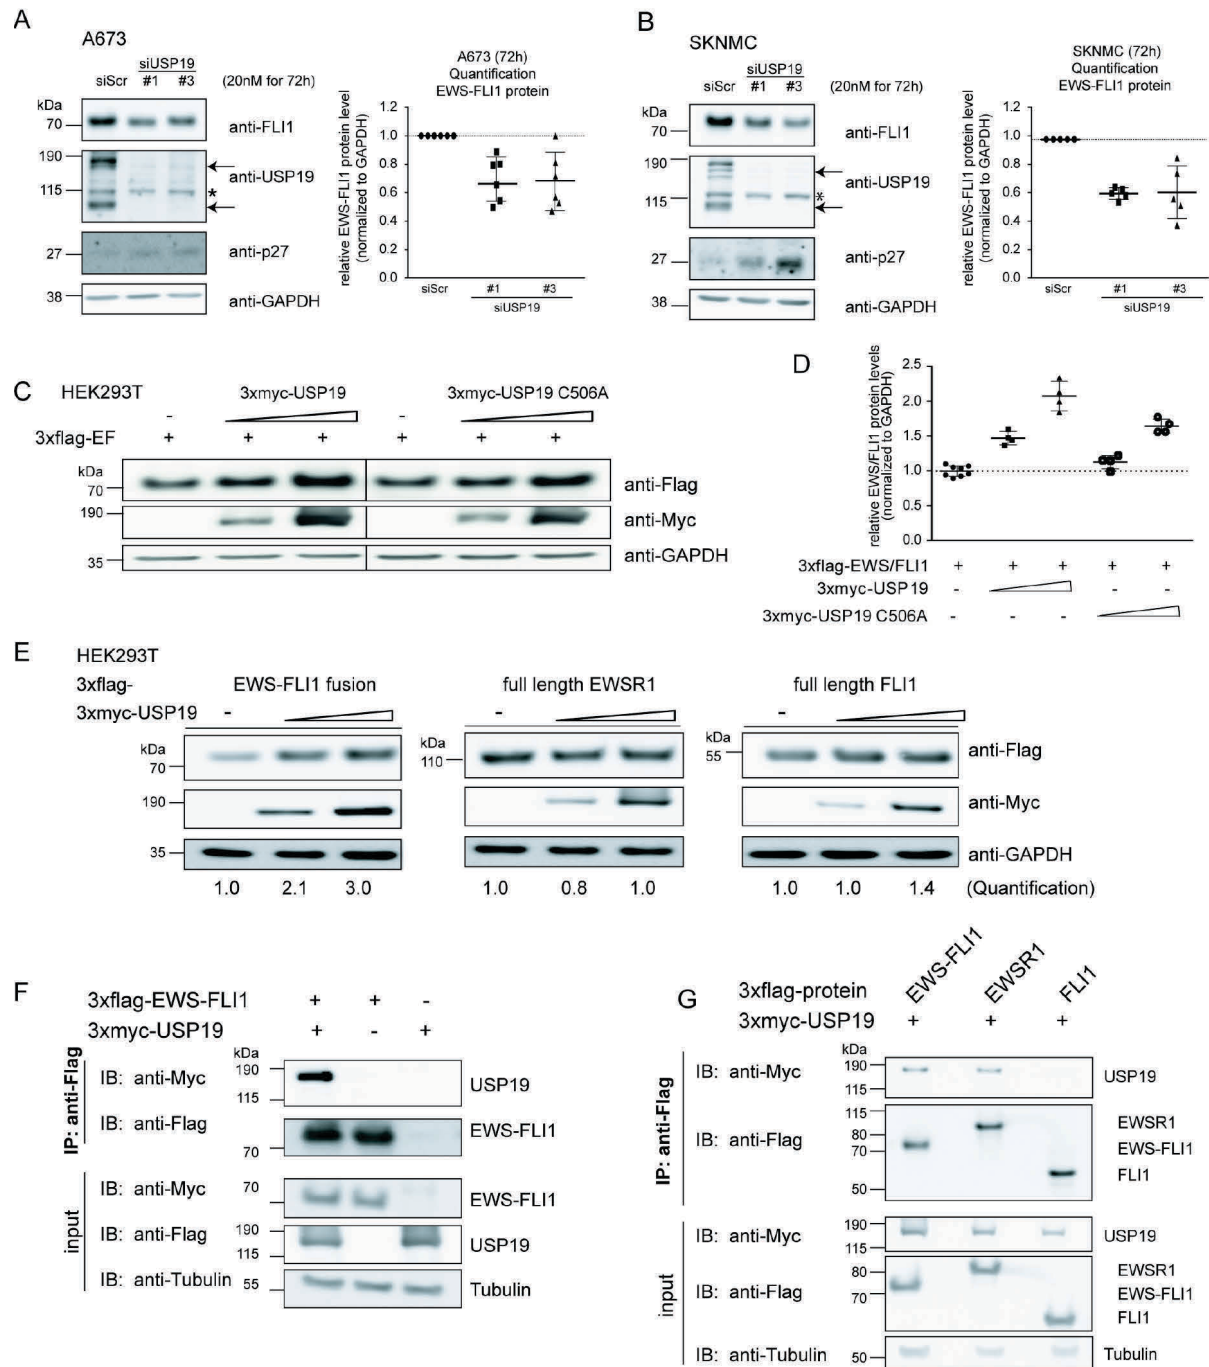 A
A673
siUSP19
siScr #1 #3 (20nM for 72h)
kDa
70
anti-FLI1
190
115
anti-USP19
*
27
anti-p27
38
anti-GAPDH
A673 (72h)
Quantification
EWS-FLI1 protein
relative EWS-FLI1 protein level
(normalized to GAPDH)
1.2
1.0
0.8
0.6
0.4
0.2
0.0
siScr #1 #3
siUSP19
B
SKNMC
siUSP19
siScr #1 #3 (20nM for 72h)
kDa
70
anti-FLI1
190
115
anti-USP19
*
27
anti-p27
38
anti-GAPDH
SKNMC (72h)
Quantification
EWS-FLI1 protein
relative EWS-FLI1 protein level
(normalized to GAPDH)
1.2
1.0
0.8
0.6
0.4
0.2
0.0
siScr #1 #3
siUSP19
C
HEK293T
3xmyc-USP19 3xmyc-USP19 C506A
- -
3xflag-EF + + + + + +
kDa
70
anti-Flag
190
anti-Myc
35
anti-GAPDH
D
relative EWS/FLI1 protein levels
(normalized to GAPDH)
2.5
2.0
1.5
1.0
0.5
0.0
3xflag-EWS/FLI1 + + + + +
3xmyc-USP19 - - -
3xmyc-USP19 C506A - - -
E
HEK293T
3xflag- EWS-FLI1 fusion full length EWSR1 full length FLI1
3xmyc-USP19 - - -
kDa kDa kDa
70 110 55 anti-Flag
190 anti-Myc
35 anti-GAPDH
1.0 2.1 3.0 1.0 0.8 1.0 1.0 1.0 1.4 (Quantification)
F
3xflag-EWS-FLI1 + + -
3xmyc-USP19 + - +
kDa
IP: anti-Flag
IB: anti-Myc 190 USP19
115
IB: anti-Flag EWS-FLI1
70
input
IB: anti-Myc 70 EWS-FLI1
IB: anti-Flag 190 USP19
115
IB: anti-Tubulin 55 Tubulin
G
EWS-FLI1 EWSR1 FLI1
3xflag-protein
3xmyc-USP19 + + +
kDa
IP: anti-Flag
IB: anti-Myc 190 USP19
115
115 EWSR1
IB: anti-Flag 80 EWS-FLI1
70
FLI1
50
input
IB: anti-Myc 190 USP19
115
EWSR1
IB: anti-Flag 80 EWS-FLI1
70
FLI1
IB: anti-Tubulin 50 Tubulin